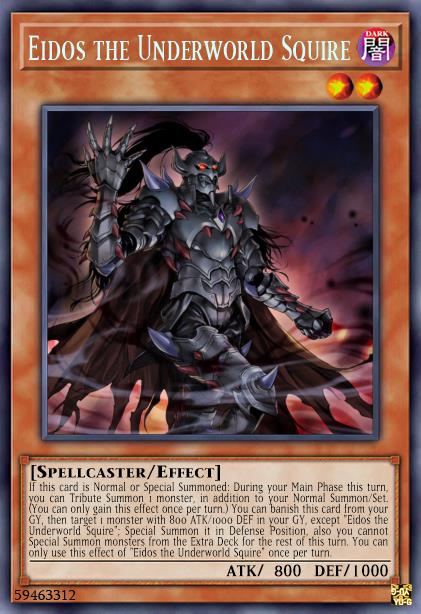 Eidos the Underworld Squire
DARK
闇
[Spellcaster/Effect]
If this card is Normal or Special Summoned: During your Main Phase this turn,
you can Tribute Summon 1 monster, in addition to your Normal Summon/Set.
(You can only gain this effect once per turn.) You can banish this card from your
GY, then target 1 monster with 800 ATK/1000 DEF in your GY, except "Eidos the
Underworld Squire"; Special Summon it in Defense Position, also you cannot
Special Summon monsters from the Extra Deck for the rest of this turn. You can
only use this effect of "Eidos the Underworld Squire" once per turn.
ATK/ 800 DEF/1000
59463312